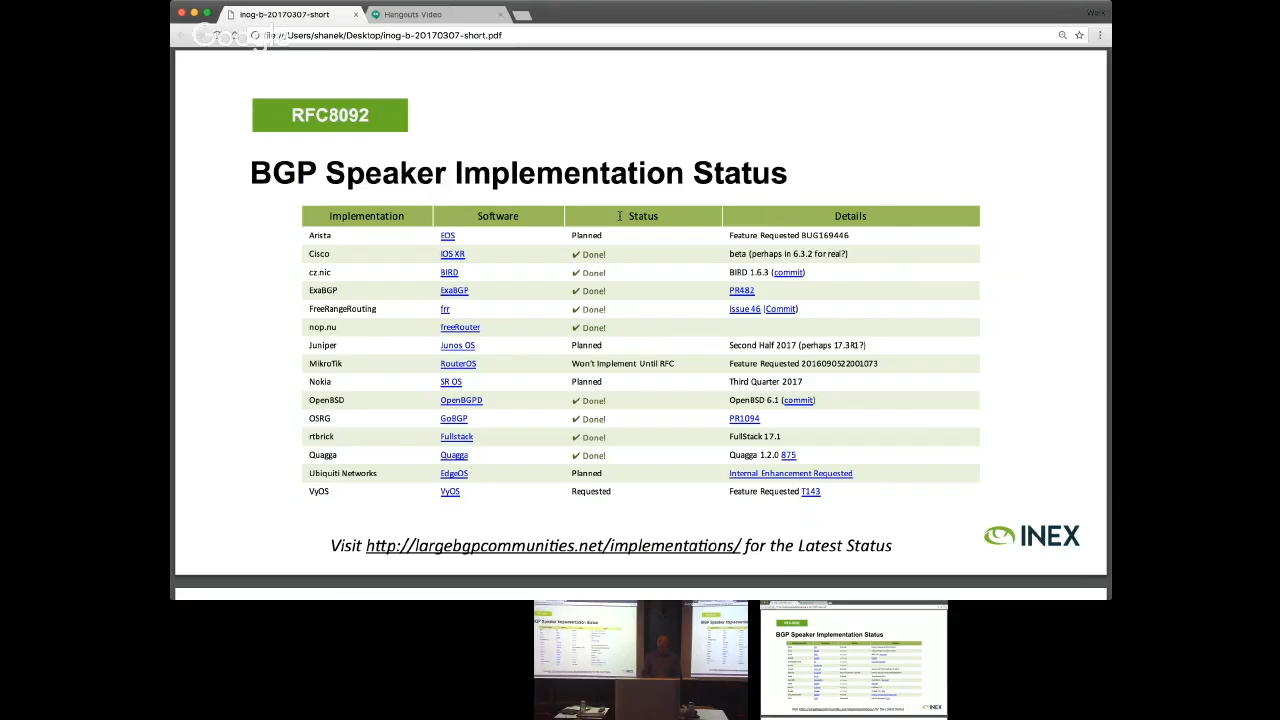 inog-b-20170307-short
Hangouts Video
Work
Google
file:///Users/shanek/Desktop/inog-b-20170307-short.pdf
RFC8092
BGP Speaker Implementation Status
Implementation Software Status Details
Arista EOS Planned Feature Requested BUG169446
Cisco IOS XR ✔ Done! beta (perhaps in 6.3.2 for real?)
cz.nic BIRD ✔ Done! BIRD 1.6.3 (commit)
ExaBGP ExaBGP ✔ Done! PR482
FreeRangeRouting frr ✔ Done! Issue 46 (Commit)
nop.nu freeRouter ✔ Done!
Juniper Junos OS Planned Second Half 2017 (perhaps 17.3R1?)
MikroTik RouterOS Won't Implement Until RFC Feature Requested 2016090522001073
Nokia SR OS Planned Third Quarter 2017
OpenBSD OpenBGPD ✔ Done! OpenBSD 6.1 (commit)
OSRG GoBGP ✔ Done! PR1094
rtbrick Fullstack ✔ Done! FullStack 17.1
Quagga Quagga ✔ Done! Quagga 1.2.0 875
Ubiquiti Networks EdgeOS Planned Internal Enhancement Requested
VyOS VyOS Requested Feature Requested T143
Visit http://largebgpcommunities.net/implementations/ for the Latest Status
INEX
BGP Speaker Implementation Status